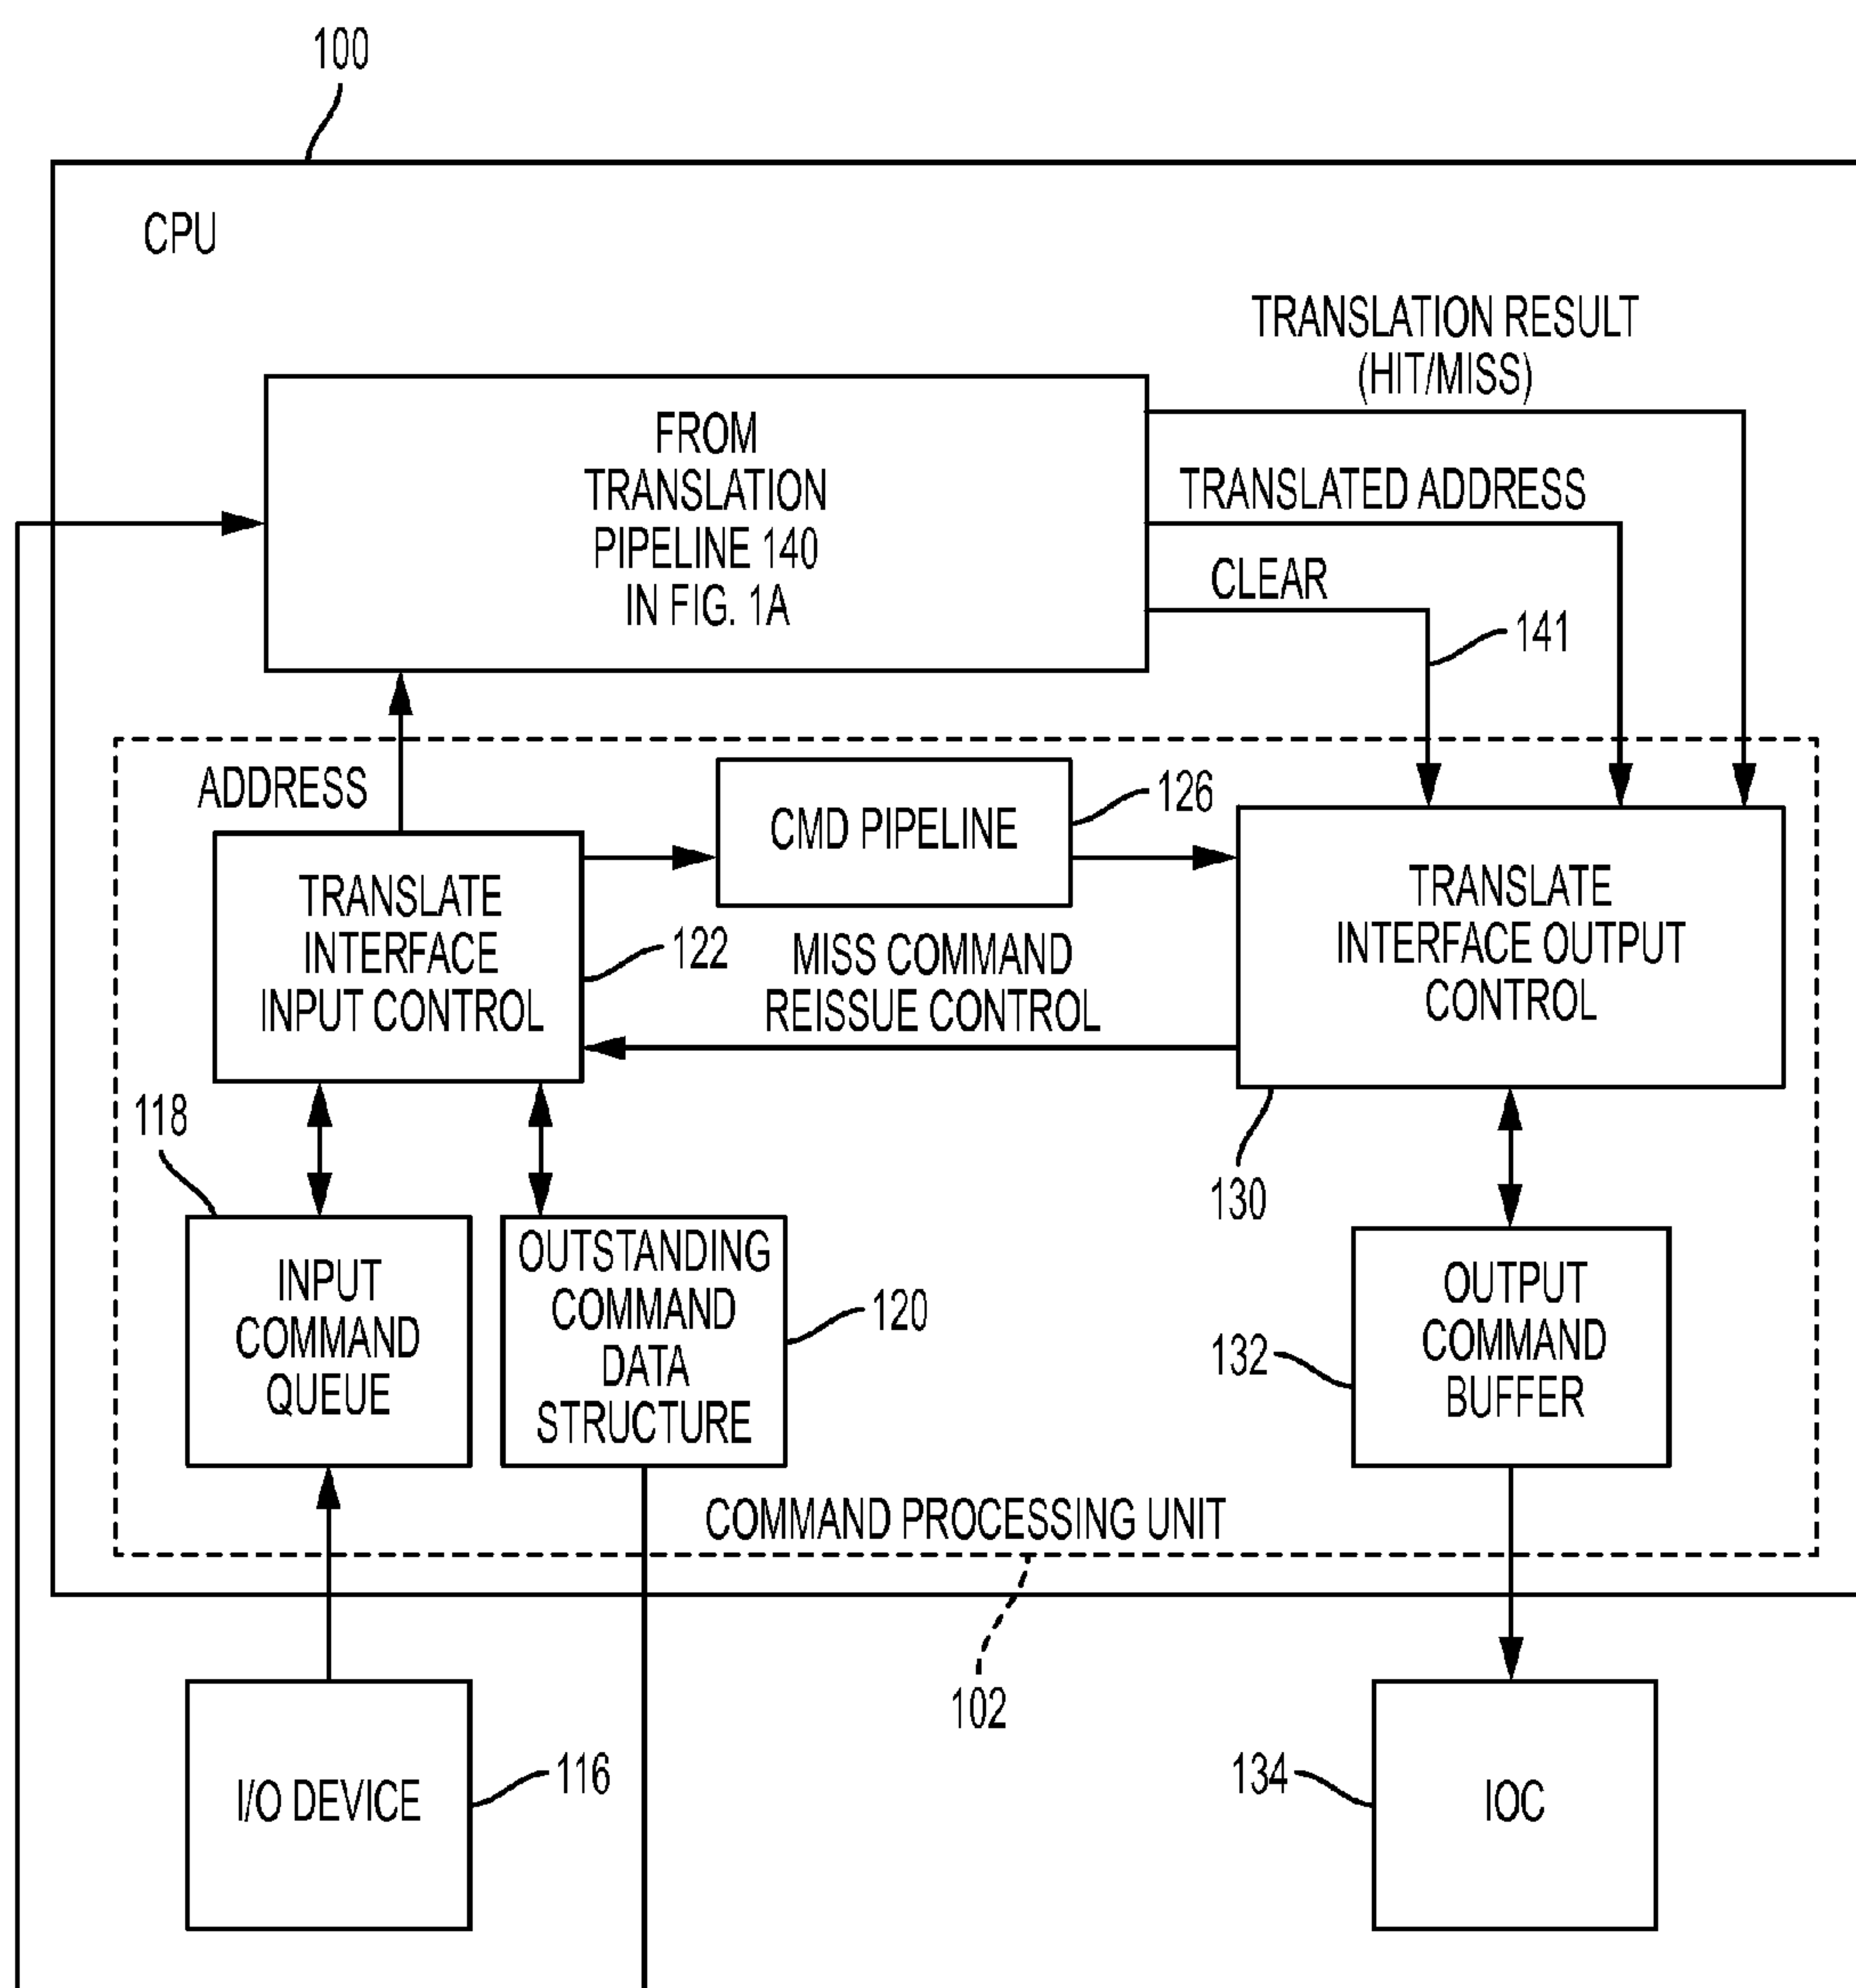 100
CPU
TRANSLATION RESULT
(HIT/MISS)
FROM
TRANSLATION
PIPELINE 140
IN FIG. 1A
TRANSLATED ADDRESS
CLEAR
141
ADDRESS
CMD PIPELINE
126
TRANSLATE
INTERFACE
INPUT CONTROL
122
MISS COMMAND
REISSUE CONTROL
TRANSLATE
INTERFACE OUTPUT
CONTROL
118
130
INPUT
COMMAND
QUEUE
OUTSTANDING
COMMAND
DATA
STRUCTURE
120
132
OUTPUT
COMMAND
BUFFER
COMMAND PROCESSING UNIT
102
I/O DEVICE
116
134
IOC